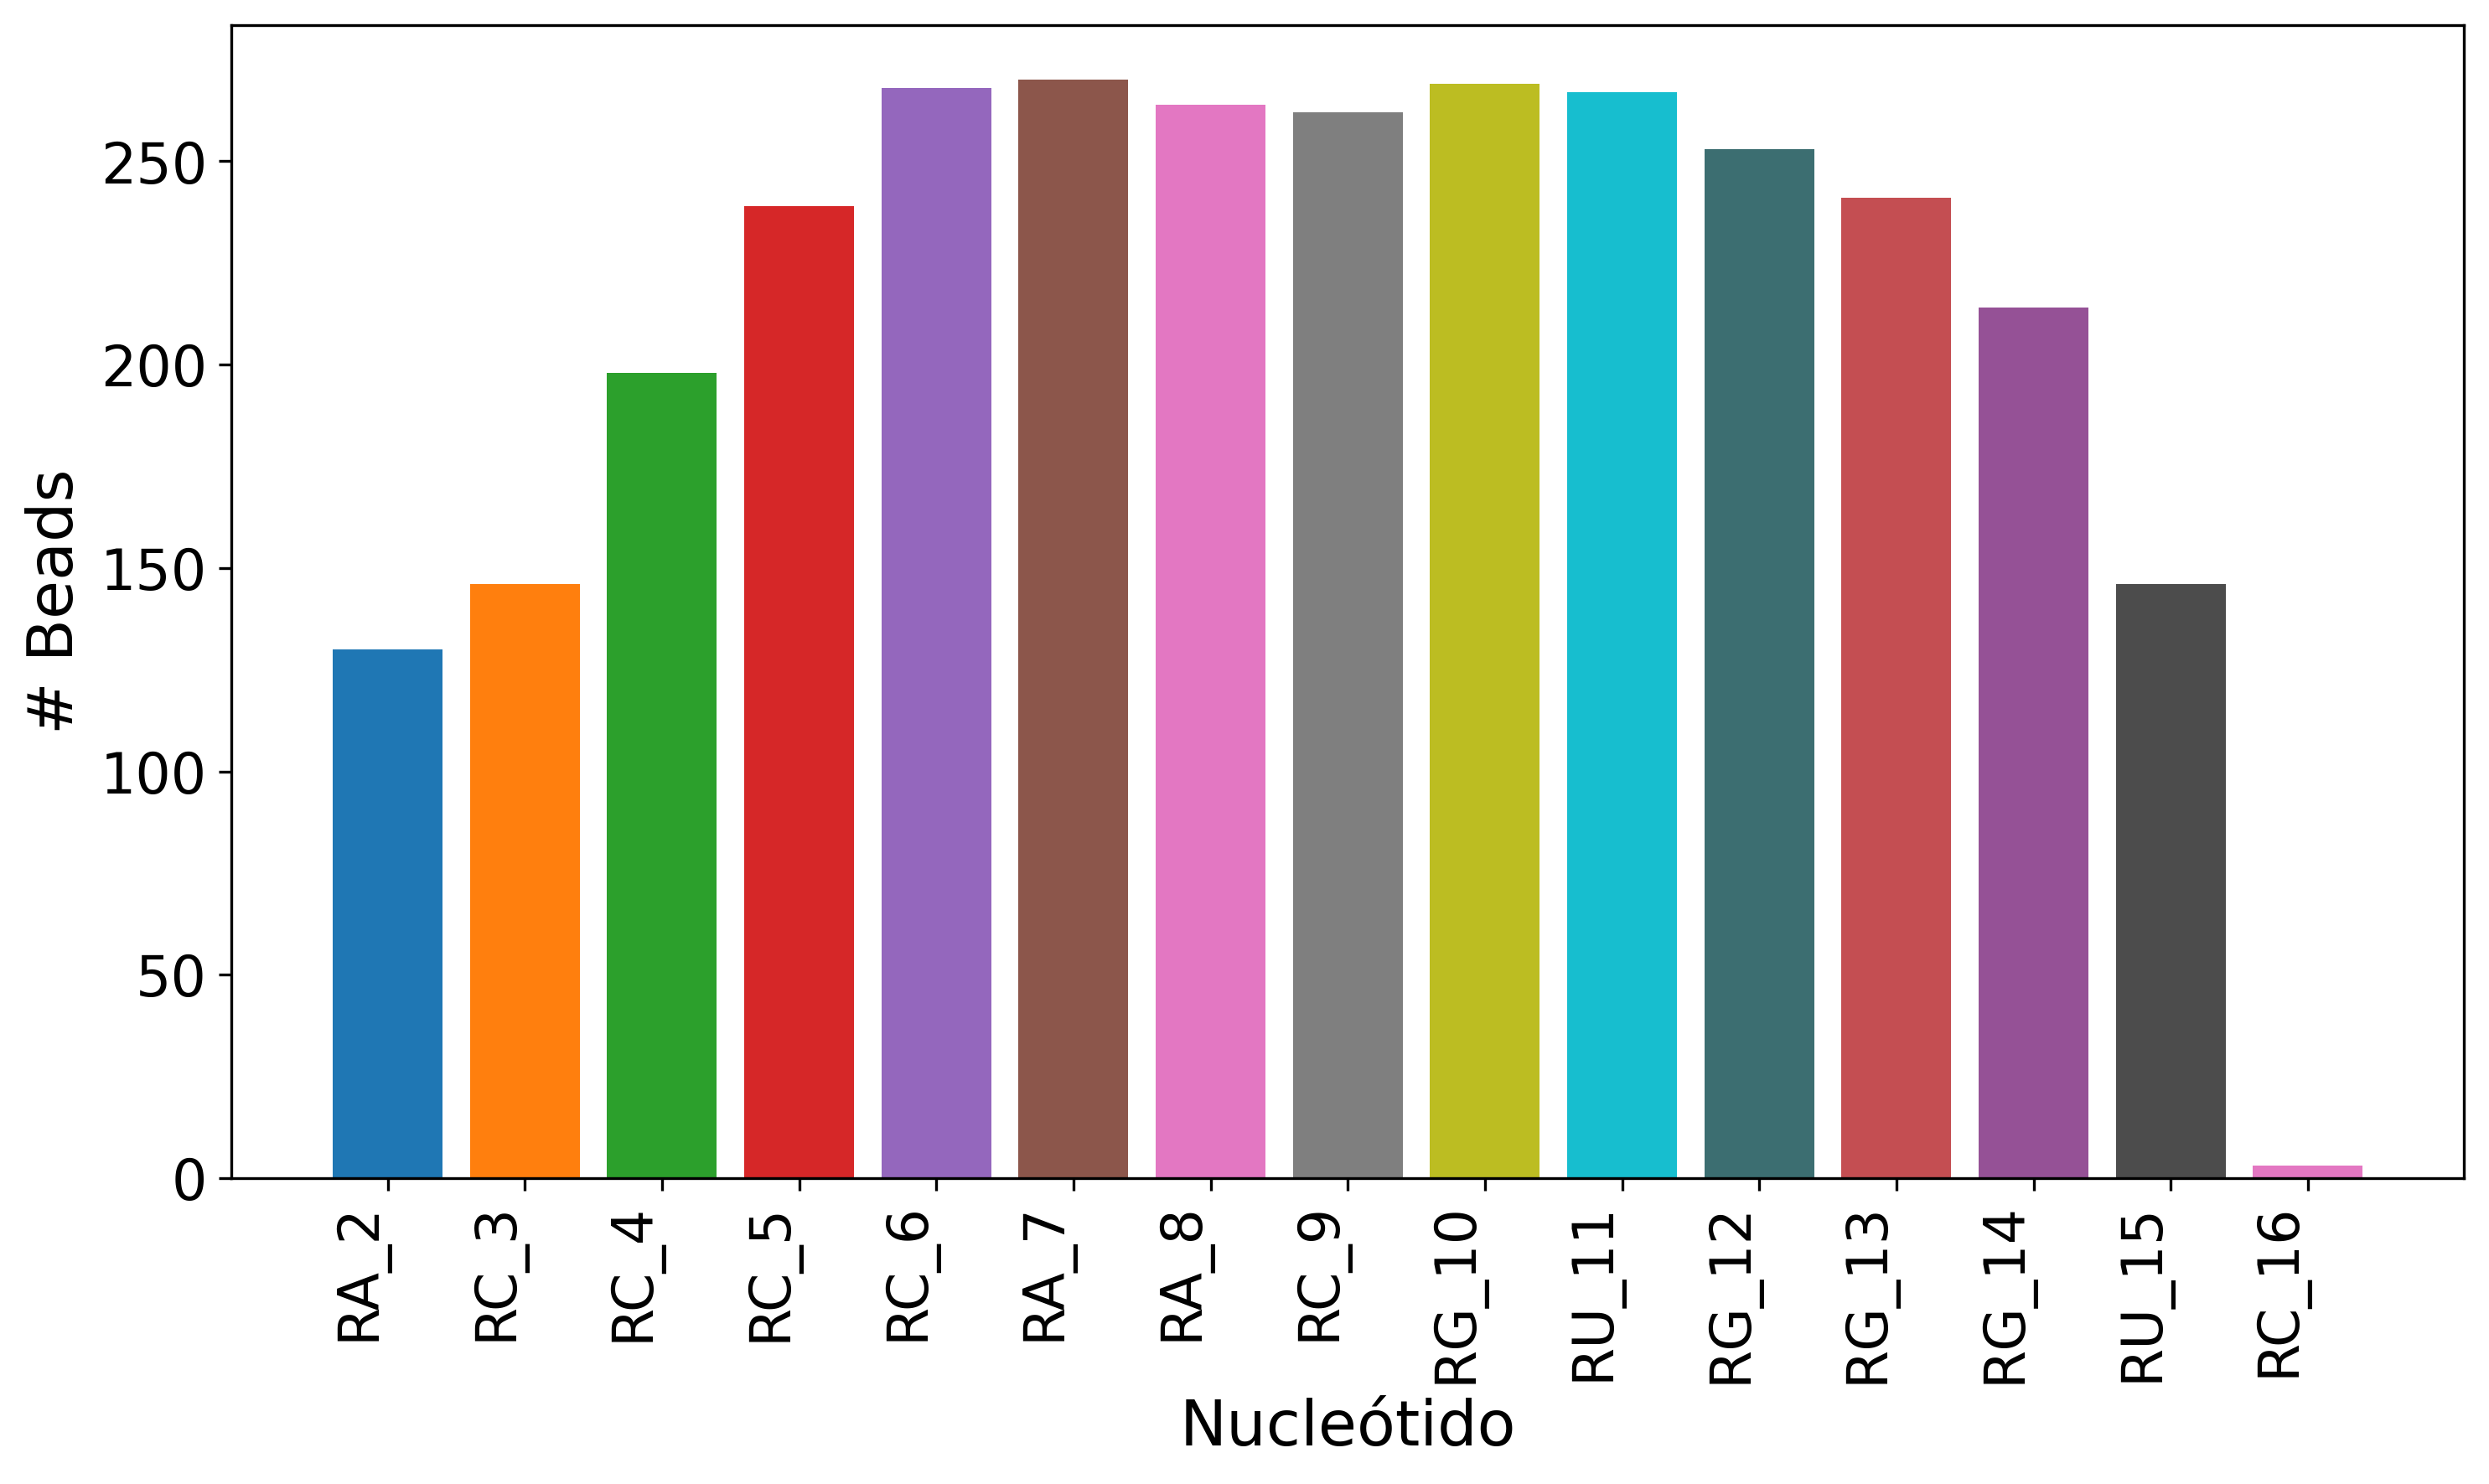 # Beads
250
200
150
100
50
0
RA_2
RC_3
RC_4
RC_5
RC_6
RA_7
RA_8
RC_9
RG_10
RU_11
RG_12
RG_13
RG_14
RU_15
RC_16
Nucleótido